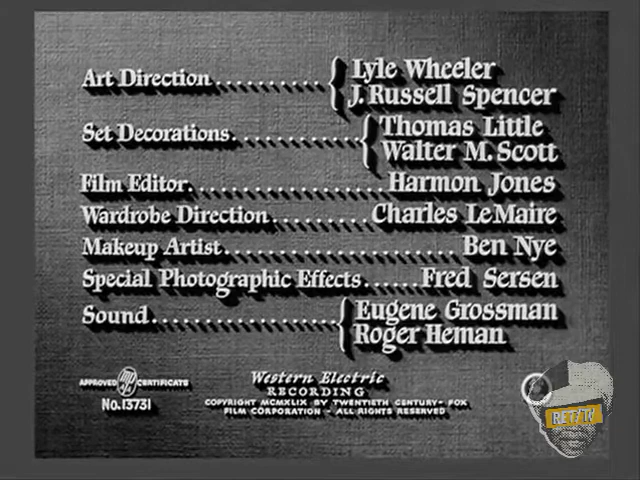 Art Direction.............{ Lyle Wheeler
J. Russell Spencer
Set Decorations..............{ Thomas Little
Walter M. Scott
Film Editor......................Harmon Jones
Wardrobe Direction.........Charles LeMaire
Makeup Artist.........................Ben Nye
Special Photographic Effects......Fred Sersen
Sound......................{ Eugene Grossman
Roger Heman
APPROVED CERTIFICATE
No. 13731
Western Electric
RECORDING
COPYRIGHT MCMXLIX BY TWENTIETH CENTURY-FOX
FILM CORPORATION - ALL RIGHTS RESERVED